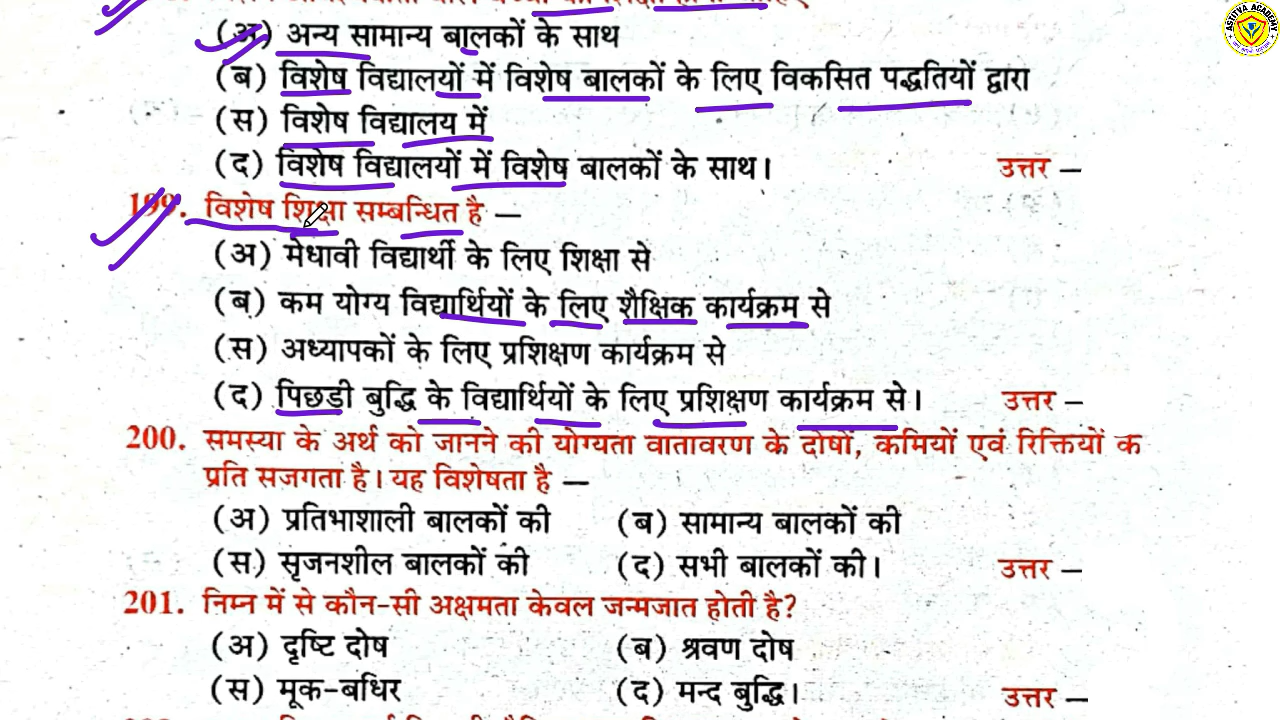 (अ) अन्य सामान्य बालकों के साथ
(ब) विशेष विद्यालयों में विशेष बालकों के लिए विकसित पद्धतियों द्वारा
(स) विशेष विद्यालय में
(द) विशेष विद्यालयों में विशेष बालकों के साथ। उत्तर –
199. विशेष शिक्षा सम्बन्धित है –
(अ) मेधावी विद्यार्थी के लिए शिक्षा से
(ब) कम योग्य विद्यार्थियों के लिए शैक्षिक कार्यक्रम से
(स) अध्यापकों के लिए प्रशिक्षण कार्यक्रम से
(द) पिछडी बुद्धि के विद्यार्थियों के लिए प्रशिक्षण कार्यक्रम से। उत्तर –
200. समस्या के अर्थ को जानने की योग्यता वातावरण के दोषों, कमियों एवं रिक्तियों क
प्रति सजगता है। यह विशेषता है –
(अ) प्रतिभाशाली बालकों की (ब) सामान्य बालकों की
(स) सृजनशील बालकों की (द) सभी बालकों की। उत्तर –
201. निम्न में से कौन-सी अक्षमता केवल जन्मजात होती है?
(अ) दृष्टि दोष (ब) श्रवण दोष
(स) मूक-बधिर (द) मन्द बुद्धि। उत्तर –
ASTITVA ACADEMY